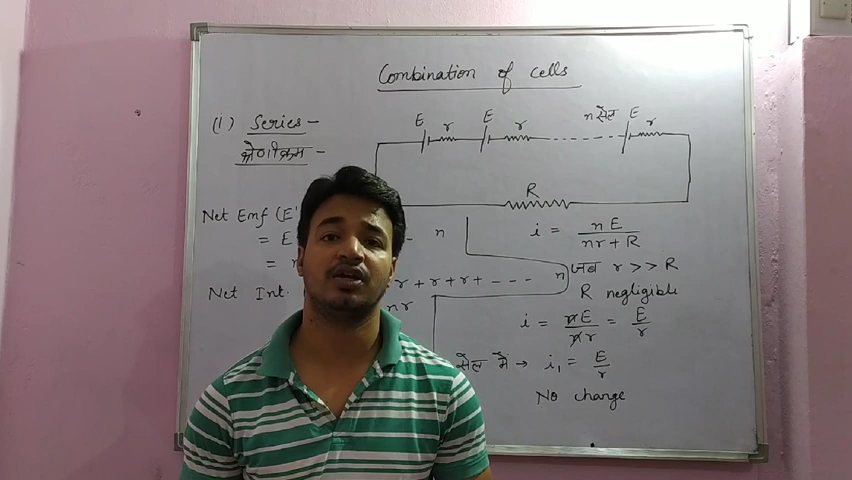 Combination of cells
(i) Series -
श्रेणीक्रम -
E r E r n सेल E r
R
Net Emf (E'
= E - n
=
Net Int. r + r + r + - - - n
nr
i = nE / nr + R
जब r >> R
R negligible
i = nE / nr = E / r
सेल में → i₁ = E / r
No change